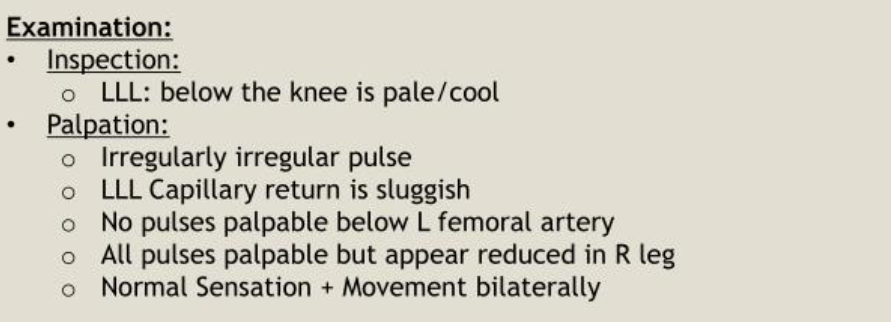 Examination:
• Inspection:
o LLL: below the knee is pale/cool
• Palpation:
o Irregularly irregular pulse
o LLL Capillary return is sluggish
o No pulses palpable below L femoral artery
o All pulses palpable but appear reduced in R leg
o Normal Sensation + Movement bilaterally